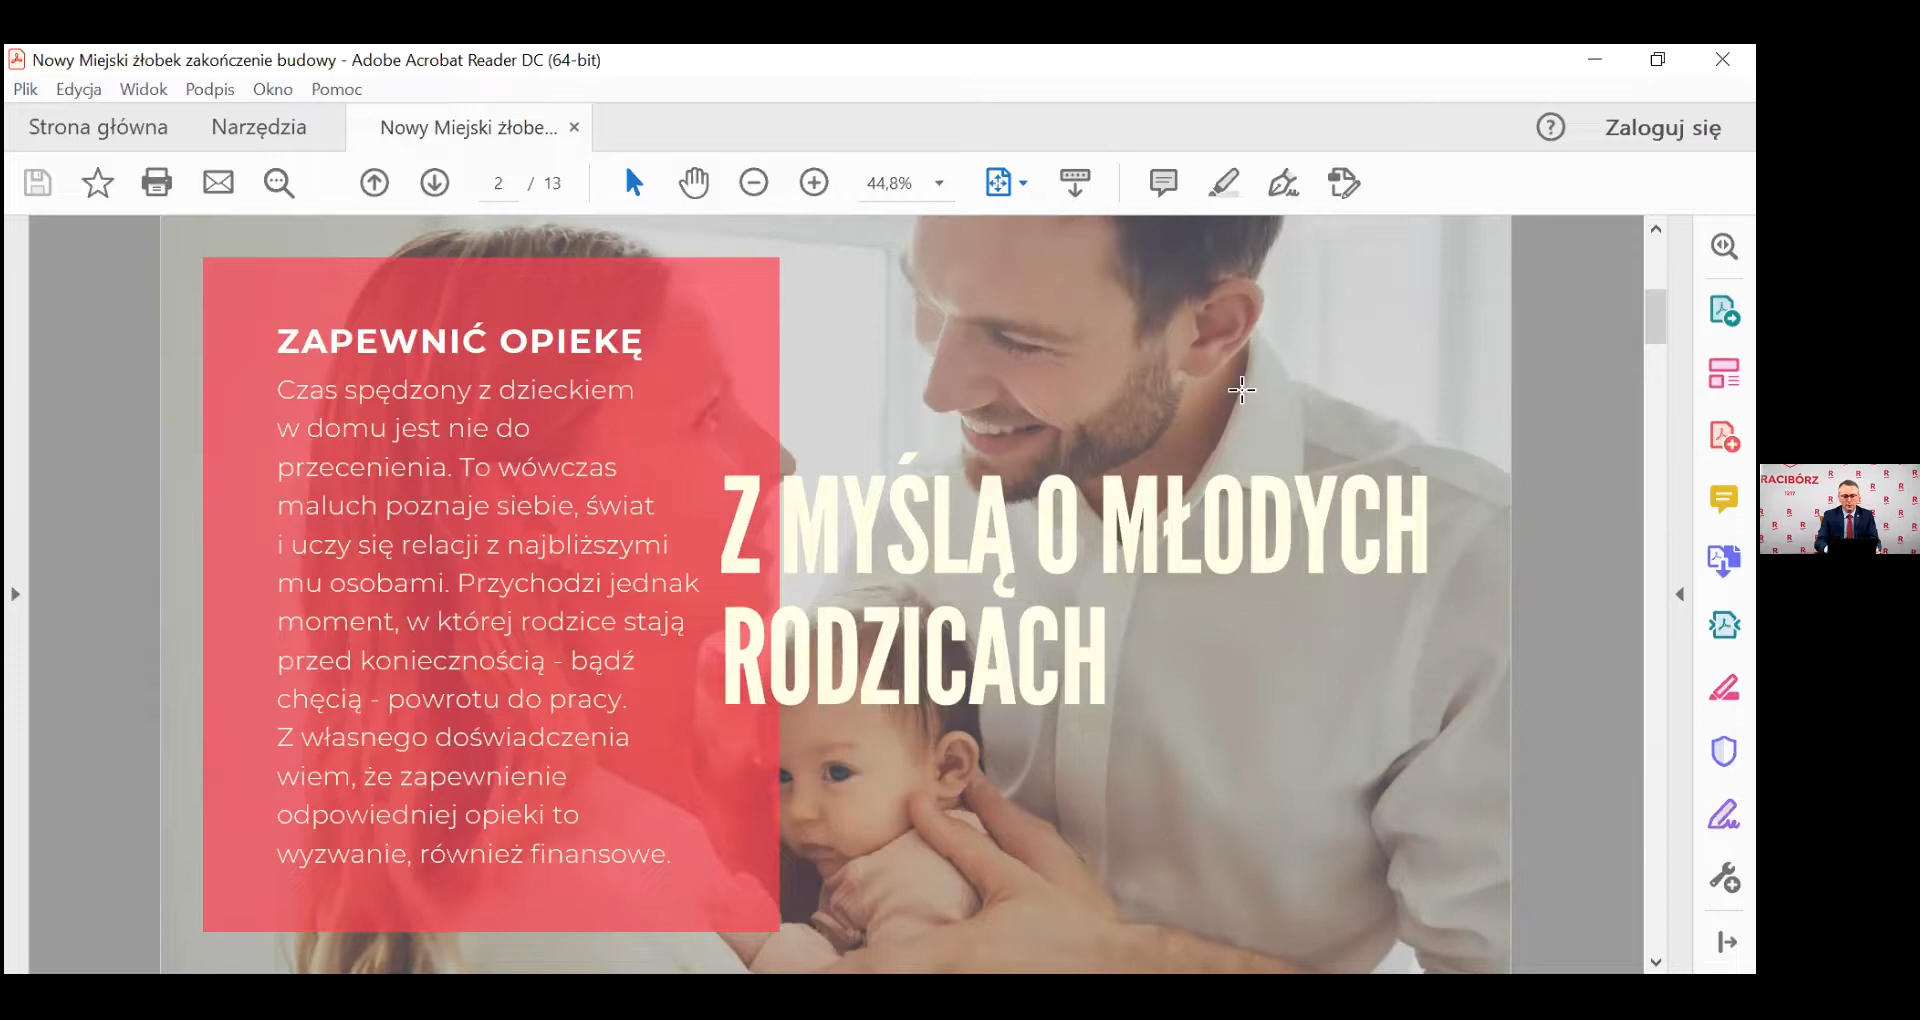 Nowy Miejski żłobek zakończenie budowy - Adobe Acrobat Reader DC (64-bit)
Plik Edycja Widok Podpis Okno Pomoc
Strona główna Narzędzia Nowy Miejski żłobe... Zaloguj się
2 / 13 44,8%
ZAPEWNIĆ OPIEKĘ
Czas spędzony z dzieckiem
w domu jest nie do
przecenienia. To wówczas
maluch poznaje siebie, świat
i uczy się relacji z najbliższymi
mu osobami. Przychodzi jednak
moment, w której rodzice stają
przed koniecznością - bądź
chęcią - powrotu do pracy.
Z własnego doświadczenia
wiem, że zapewnienie
odpowiedniej opieki to
wyzwanie, również finansowe.
Z MYŚLĄ O MŁODYCH
RODZICACH
RACIBÓRZ
1217